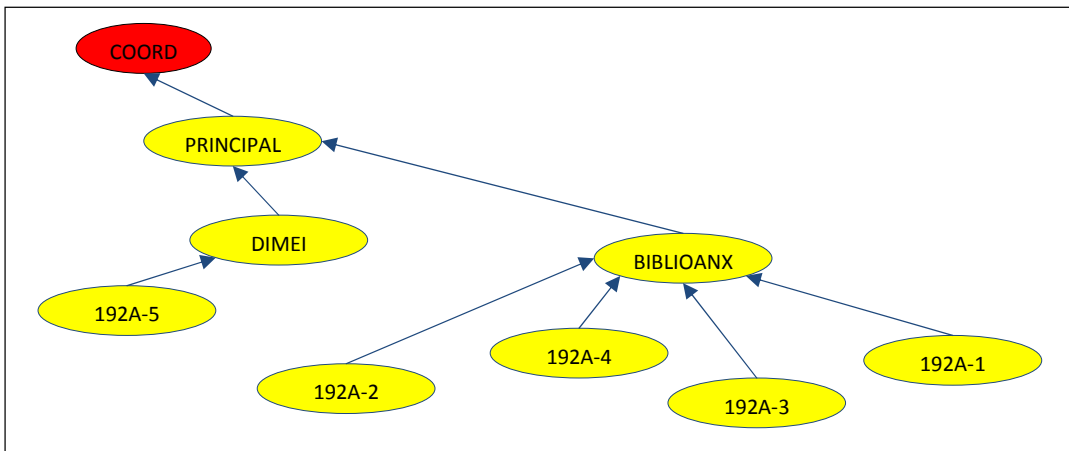 COORD
PRINCIPAL
DIMEI
BIBLIOANX
192A-5
192A-4
192A-1
192A-2
192A-3